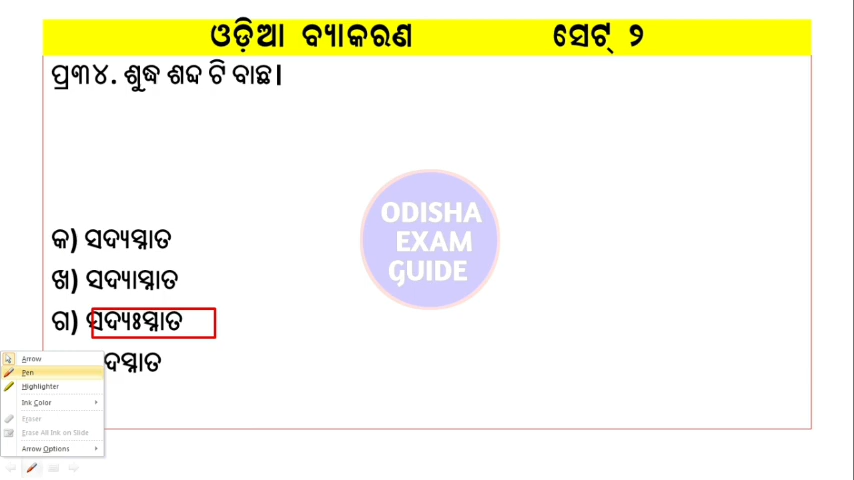 ଓଡ଼ିଆ ବ୍ୟାକରଣ ସେଟ୍ ୨
ପ୍ର୩୪. ଶୁଦ୍ଧ ଶବ୍ଦ ଟି ବାଛ।
ODISHA
EXAM
GUIDE
କ) ସଦ୍ୟସ୍ନାତ
ଖ) ସଦ୍ୟାସ୍ନାତ
ଗ) ସଦ୍ୟଃସ୍ନାତ
ଦସ୍ନାତ
Arrow
Pen
Highlighter
Ink Color
Eraser
Erase All Ink on Slide
Arrow Options